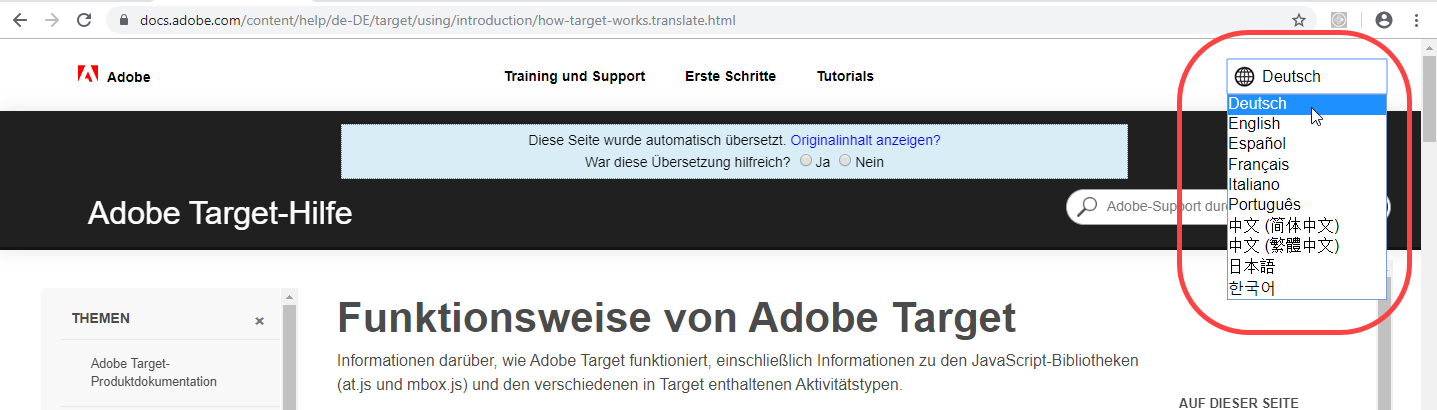 docs.adobe.com/content/help/de-DE/target/using/introduction/how-target-works.translate.html
Adobe
Training und Support
Erste Schritte
Tutorials
Deutsch
Deutsch
English
Español
Français
Italiano
Português
中文 (简体中文)
中文 (繁體中文)
日本語
한국어
Diese Seite wurde automatisch übersetzt. Originalinhalt anzeigen?
War diese Übersetzung hilfreich? Ja Nein
Adobe Target-Hilfe
Adobe-Support dur
THEMEN ×
Adobe Target-
Produktdokumentation
Funktionsweise von Adobe Target
Informationen darüber, wie Adobe Target funktioniert, einschließlich Informationen zu den JavaScript-Bibliotheken
(at.js und mbox.js) und den verschiedenen in Target enthaltenen Aktivitätstypen.
AUF DIESER SEITE